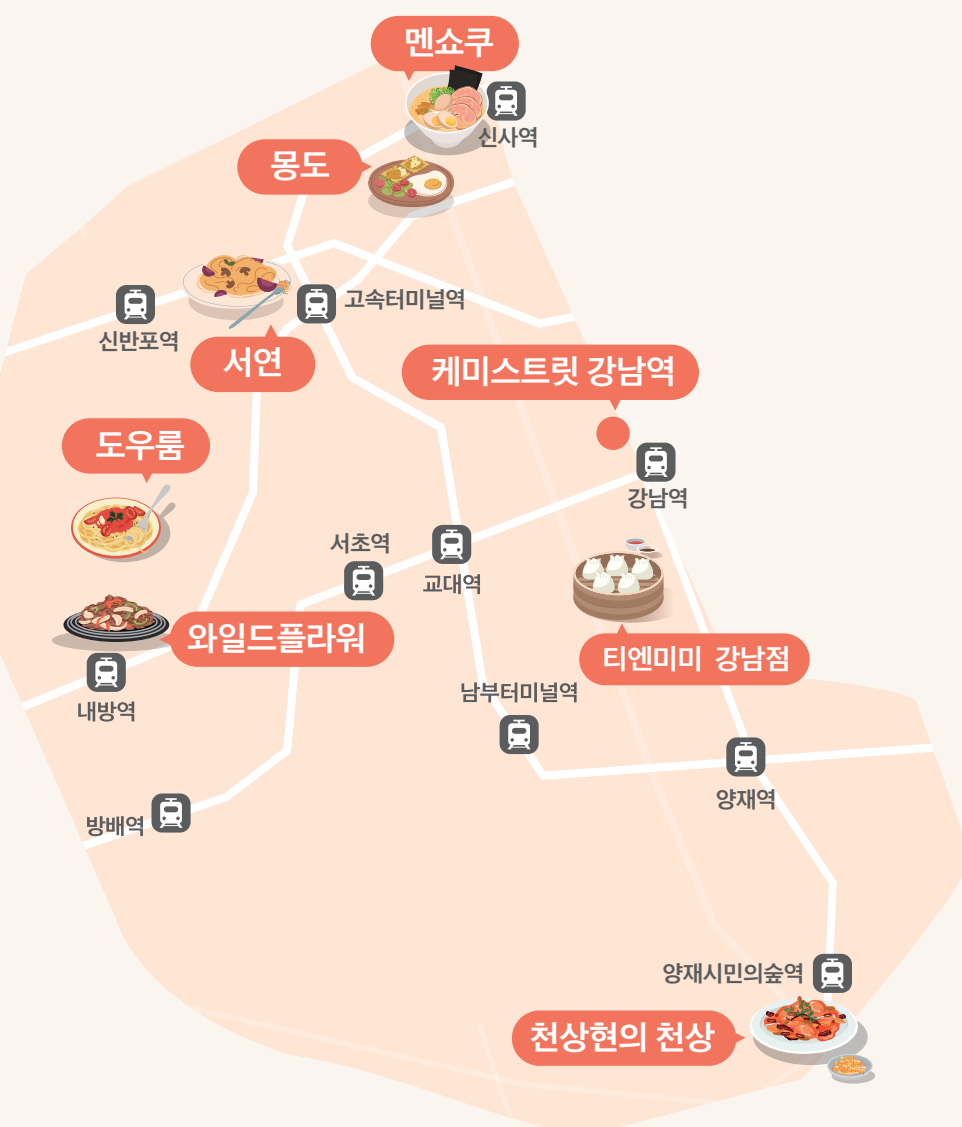 멘쇼쿠
신사역
몽도
고속터미널역
신반포역
서연
케미스트릿 강남역
도우룸
강남역
서초역
교대역
와일드플라워
티엔미미 강남점
남부터미널역
내방역
양재역
방배역
양재시민의숲역
천상현의 천상